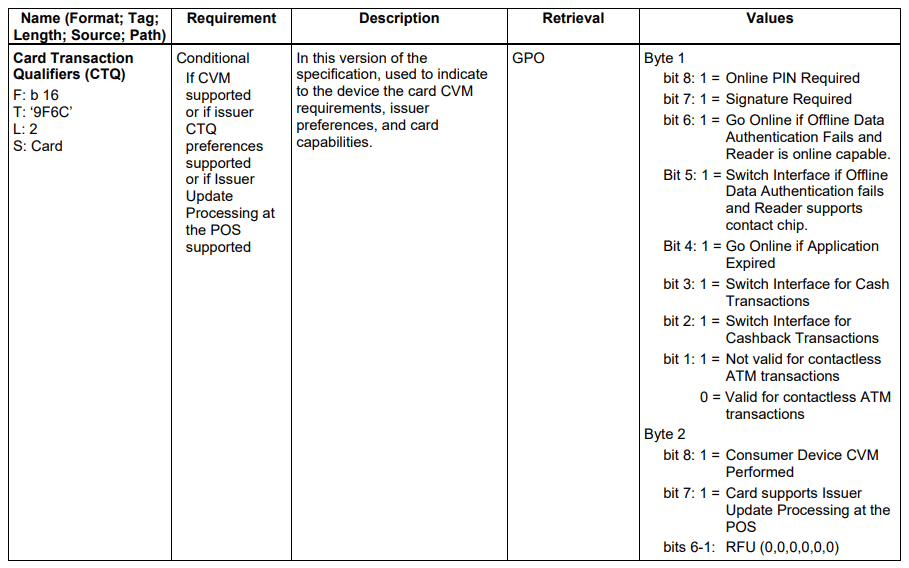 Name (Format; Tag;
Length; Source; Path)
Requirement
Description
Retrieval
Values
Card Transaction
Qualifiers (CTQ)
F: b 16
T: ‘9F6C’
L: 2
S: Card
Conditional
If CVM
supported
or if issuer
CTQ
preferences
supported
or if Issuer
Update
Processing at
the POS
supported
In this version of the
specification, used to indicate
to the device the card CVM
requirements, issuer
preferences, and card
capabilities.
GPO
Byte 1
bit 8: 1 = Online PIN Required
bit 7: 1 = Signature Required
bit 6: 1 = Go Online if Offline Data
Authentication Fails and
Reader is online capable.
Bit 5: 1 = Switch Interface if Offline
Data Authentication fails
and Reader supports
contact chip.
Bit 4: 1 = Go Online if Application
Expired
bit 3: 1 = Switch Interface for Cash
Transactions
bit 2: 1 = Switch Interface for
Cashback Transactions
bit 1: 1 = Not valid for contactless
ATM transactions
0 = Valid for contactless ATM
transactions
Byte 2
bit 8: 1 = Consumer Device CVM
Performed
bit 7: 1 = Card supports Issuer
Update Processing at the
POS
bits 6-1: RFU (0,0,0,0,0,0)